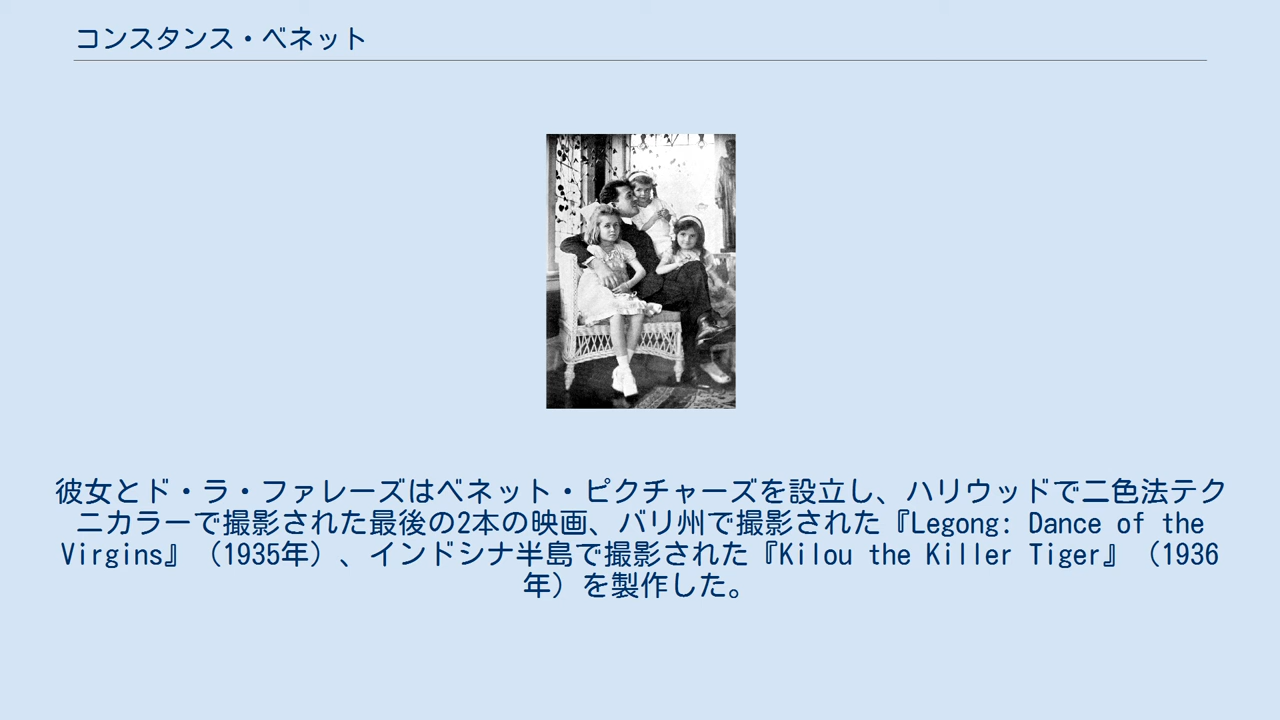 コンスタンス・ベネット
彼女とド・ラ・ファレーズはベネット・ピクチャーズを設立し、ハリウッドで二色法テク
ニカラーで撮影された最後の2本の映画、バリ州で撮影された『Legong: Dance of the
Virgins』（1935年）、インドシナ半島で撮影された『Kilou the Killer Tiger』（1936
年）を製作した。